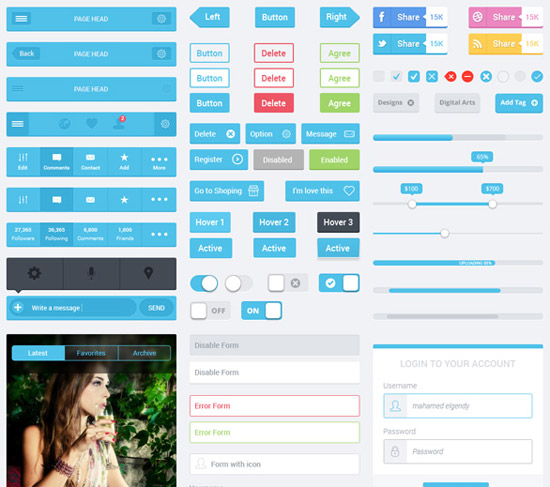 PAGE HEAD
Back PAGE HEAD
PAGE HEAD
2
Edit Comments Contact Add More
27,365 36,365 6,800 1,800
Followers Following Comments Friends
Write a message SEND
Latest Favorites Archive
Left Button Right
Button Delete Agree
Button Delete Agree
Button Delete Agree
Delete Option Message
Register Disabled Enabled
Go to Shoping I'm love this
Hover 1 Hover 2 Hover 3
Active Active Active
OFF ON
Disable Form
Disable Form
Error Form
Error Form
Form with icon
Username
Share 15K Share 15K
Share 15K Share 15K
Designs Digital Arts Add Tag
65%
$100 $700
LOGIN TO YOUR ACCOUNT
Username
mahamed elgendy
Password
Password